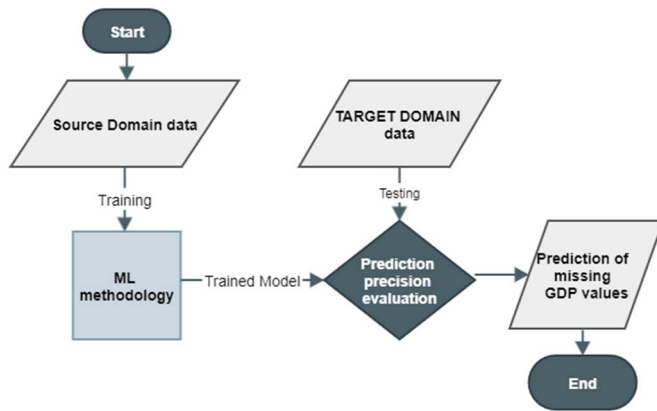 Start
Source Domain data
TARGET DOMAIN
data
Training
Testing
ML
methodology
Trained Model
Prediction
precision
evaluation
Prediction of
missing
GDP values
End